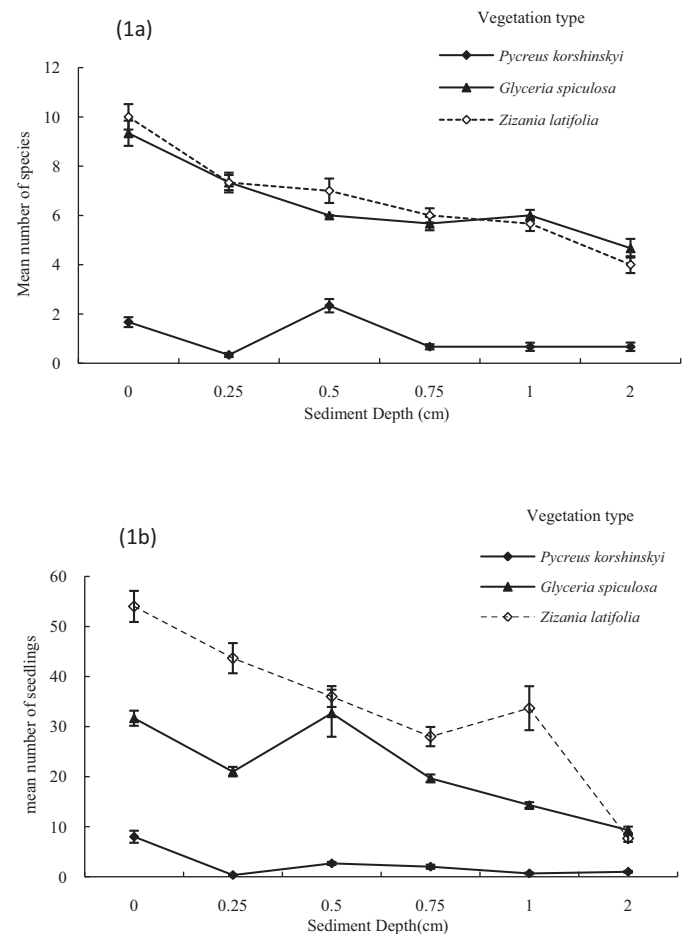 (1a)
Vegetation type
Pycreus korshinskyi
Glyceria spiculosa
Zizania latifolia
12
10
8
6
4
2
0
Mean number of species
0 0.25 0.5 0.75 1 2
Sediment Depth (cm)
(1b)
Vegetation type
Pycreus korshinskyi
Glyceria spiculosa
Zizania latifolia
60
50
40
30
20
10
0
mean number of seedlings
0 0.25 0.5 0.75 1 2
Sediment Depth(cm)